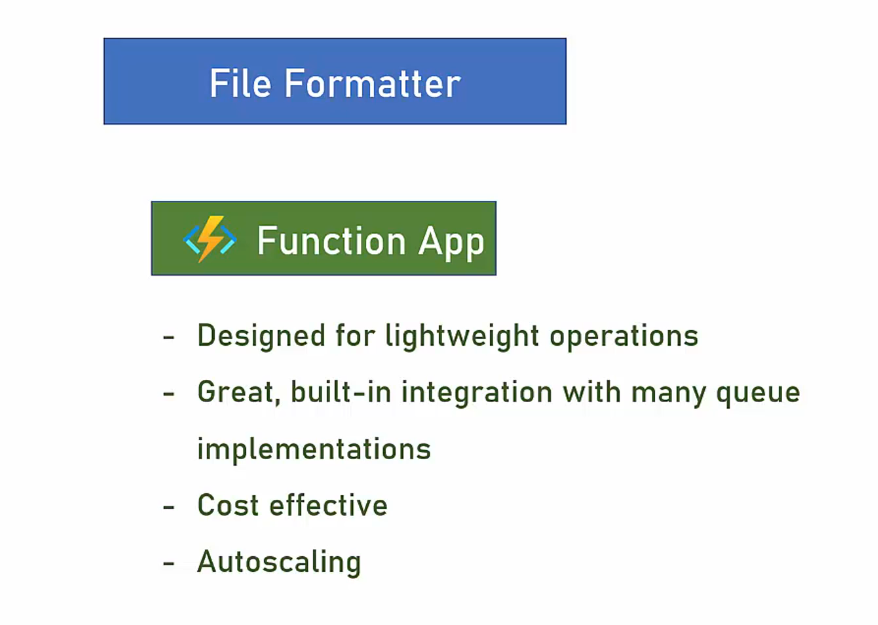 File Formatter
Function App
- Designed for lightweight operations
- Great, built-in integration with many queue
implementations
- Cost effective
- Autoscaling